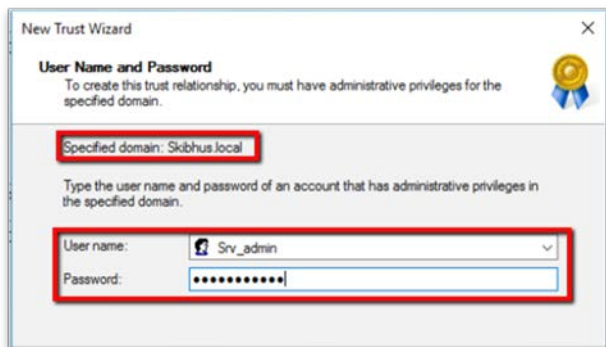 New Trust Wizard
User Name and Password
To create this trust relationship, you must have administrative privileges for the
specified domain.
Specified domain: Skibhus.local
Type the user name and password of an account that has administrative privileges in
the specified domain.
User name: Srv_admin
Password: •••••••••••